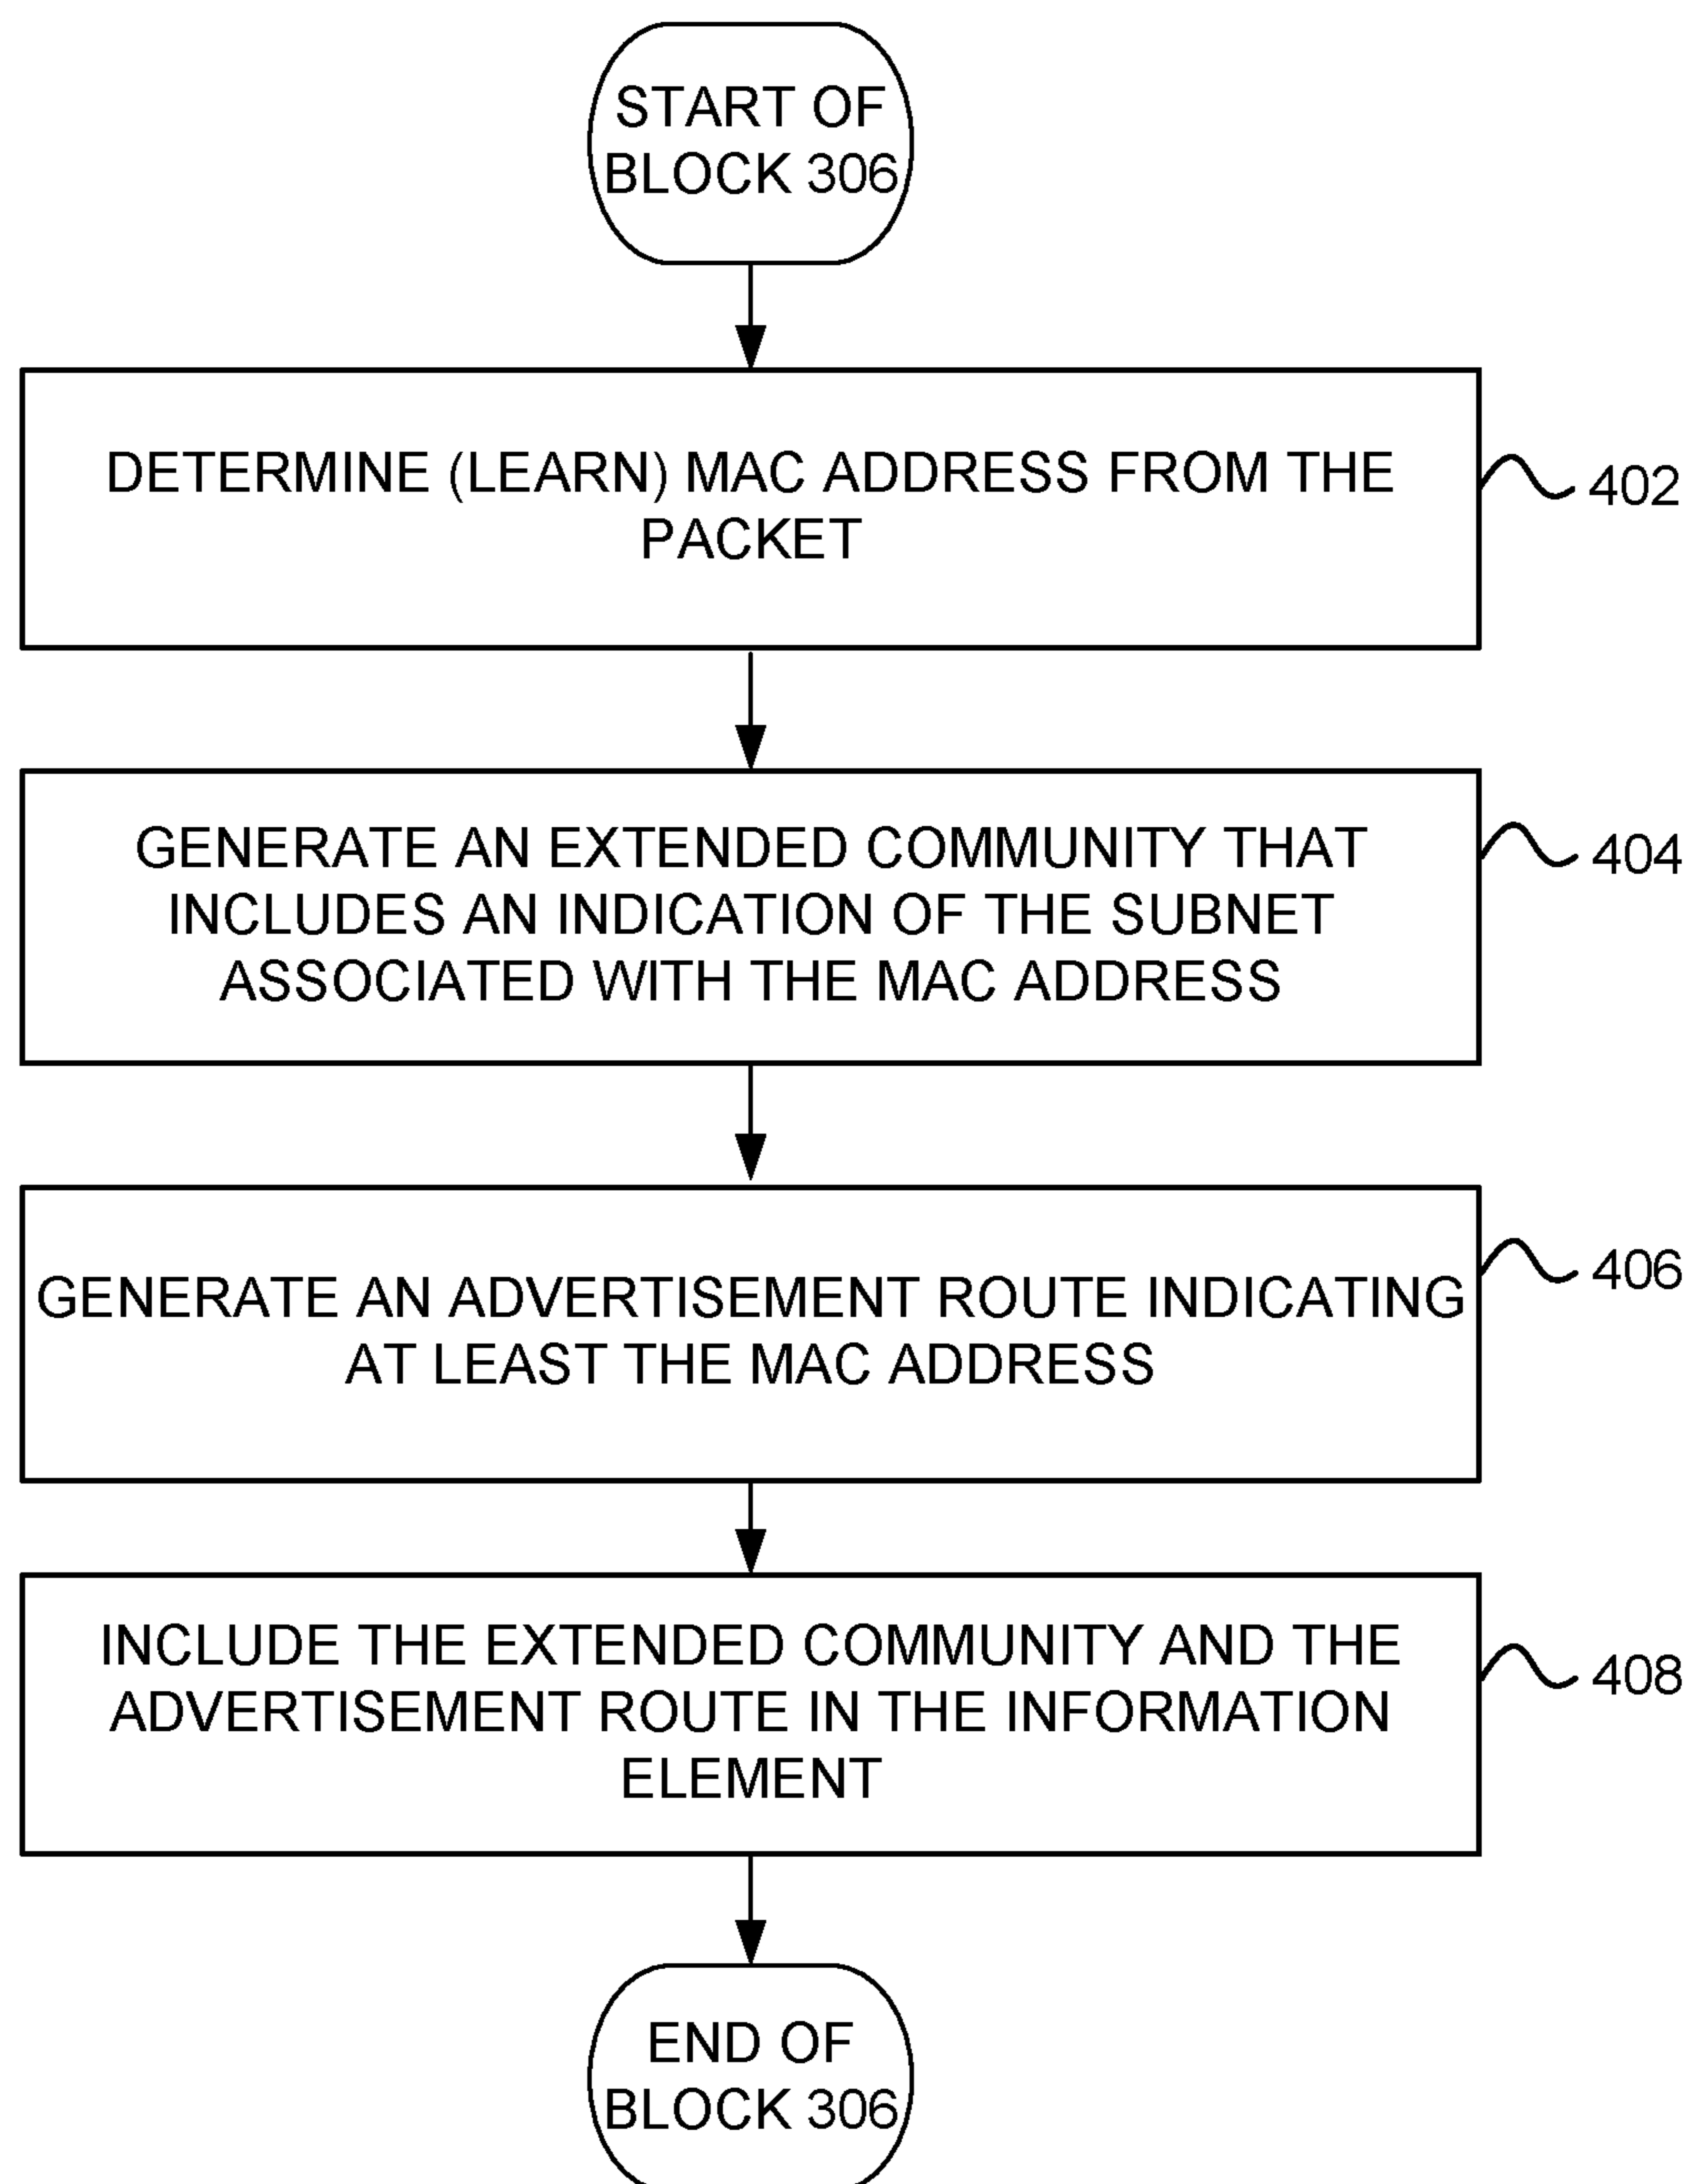 START OF
BLOCK 306
DETERMINE (LEARN) MAC ADDRESS FROM THE
PACKET
402
GENERATE AN EXTENDED COMMUNITY THAT
INCLUDES AN INDICATION OF THE SUBNET
ASSOCIATED WITH THE MAC ADDRESS
404
GENERATE AN ADVERTISEMENT ROUTE INDICATING
AT LEAST THE MAC ADDRESS
406
INCLUDE THE EXTENDED COMMUNITY AND THE
ADVERTISEMENT ROUTE IN THE INFORMATION
ELEMENT
408
END OF
BLOCK 306